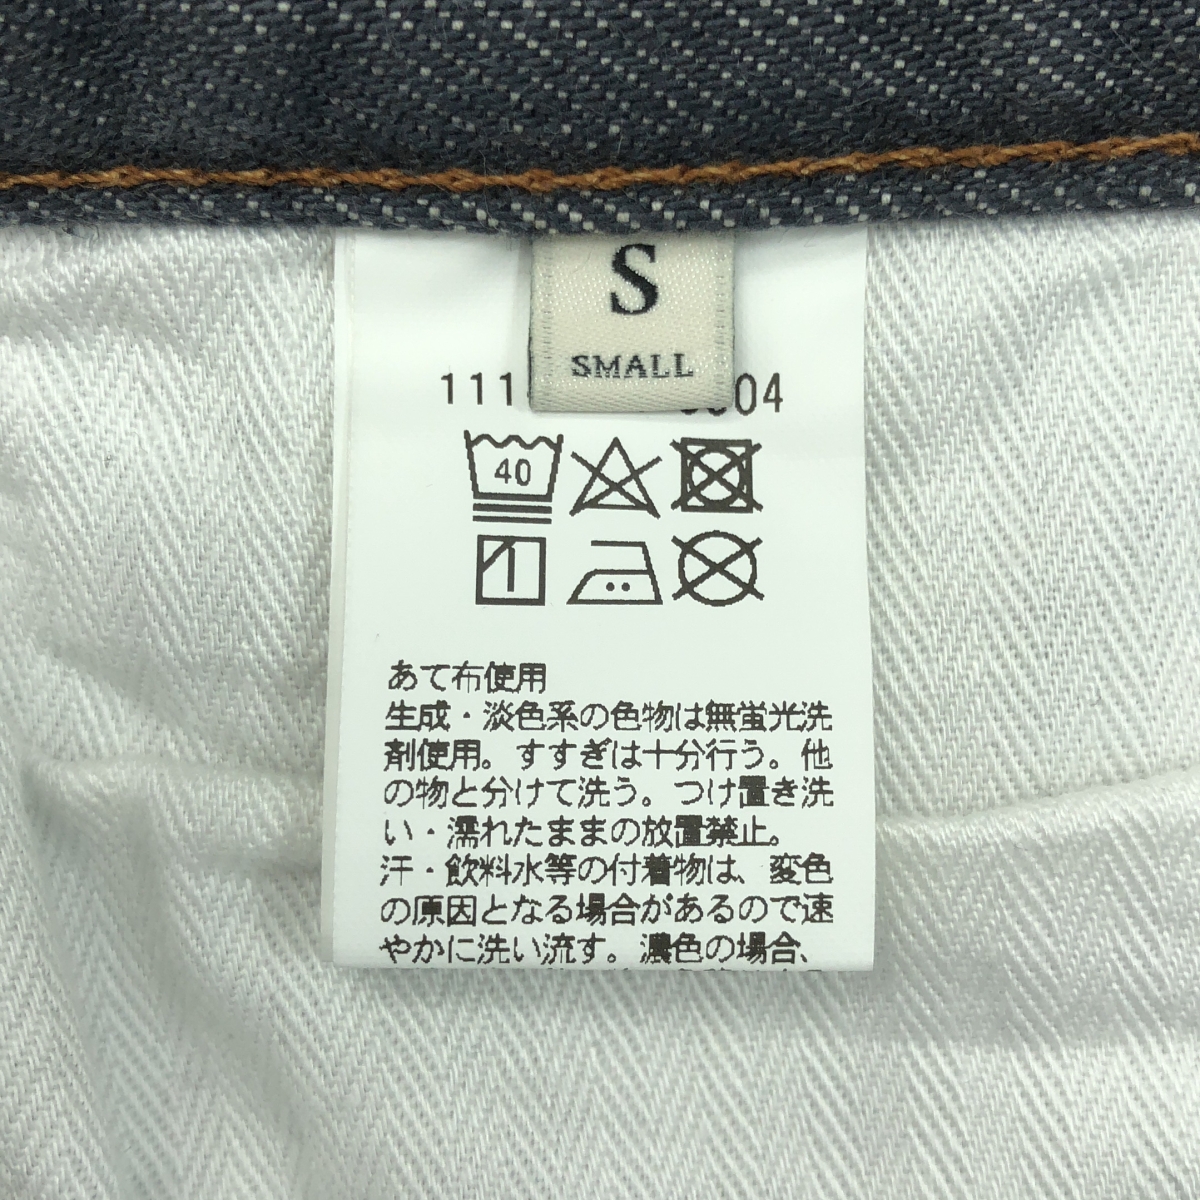 S
SMALL
111
04
40
あて布使用
生成・淡色系の色物は無蛍光洗
剤使用。すすぎは十分行う。他
の物と分けて洗う。つけ置き洗
い・濡れたままの放置禁止。
汗・飲料水等の付着物は、変色
の原因となる場合があるので速
やかに洗い流す。濃色の場合、